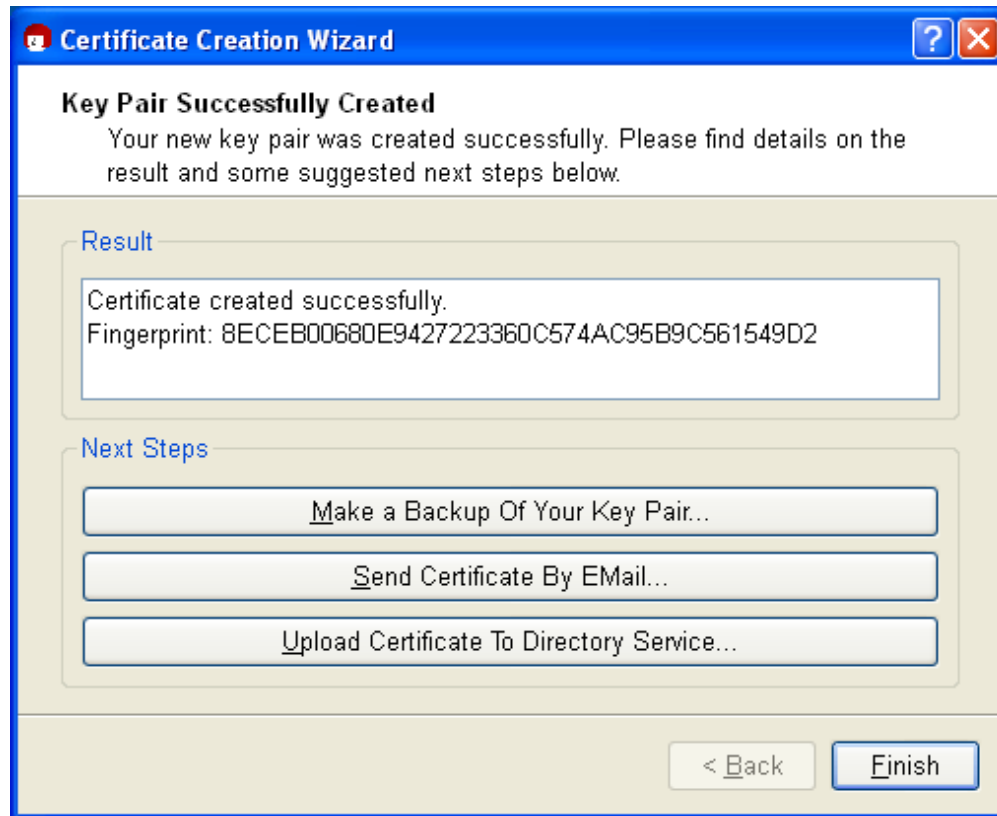 Certificate Creation Wizard
Key Pair Successfully Created
Your new key pair was created successfully. Please find details on the
result and some suggested next steps below.
Result
Certificate created successfully.
Fingerprint: 8ECEB00680E9427223360C574AC95B9C561549D2
Next Steps
Make a Backup Of Your Key Pair...
Send Certificate By EMail...
Upload Certificate To Directory Service...
< Back
Finish